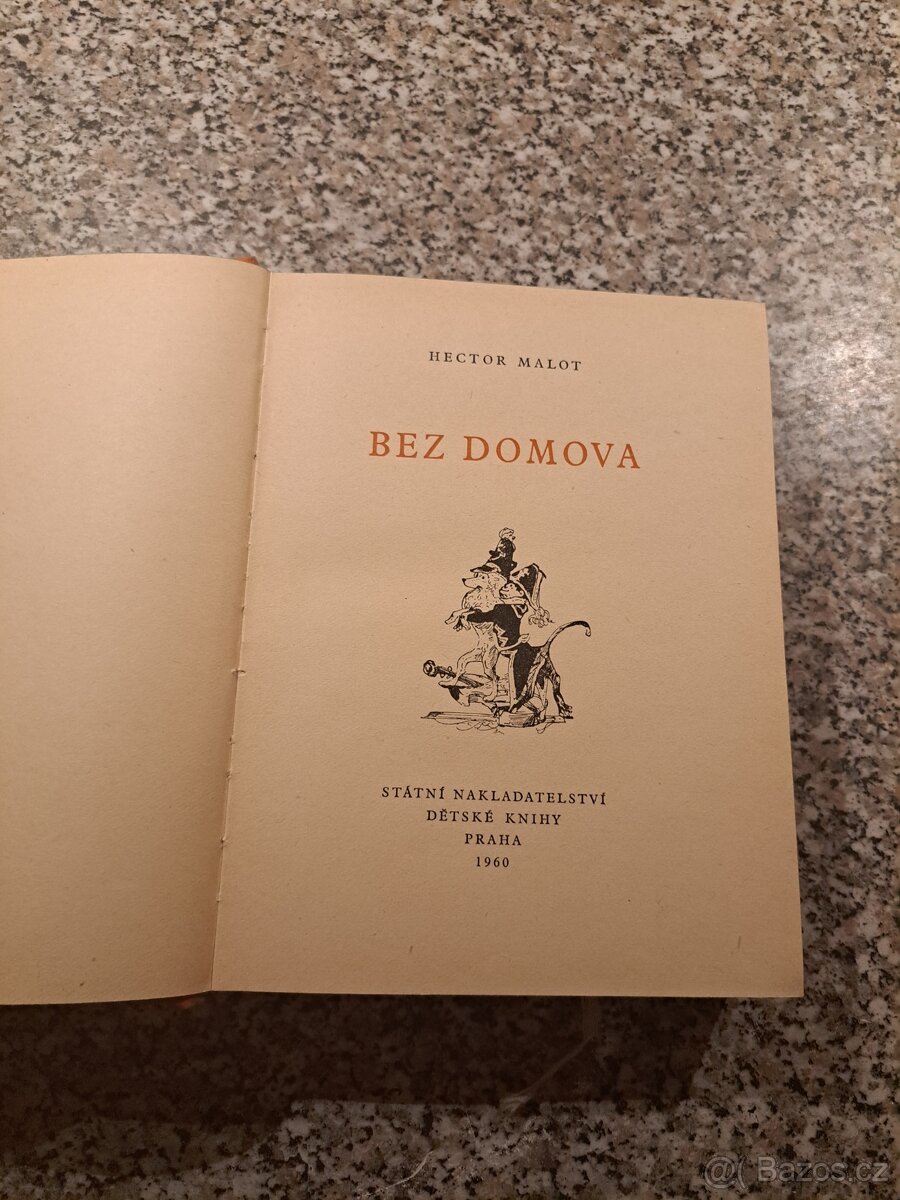 HECTOR MALOT
BEZ DOMOVA
STÁTNÍ NAKLADATELSTVÍ
DĚTSKÉ KNIHY
PRAHA
1960
@( Bazos.cz